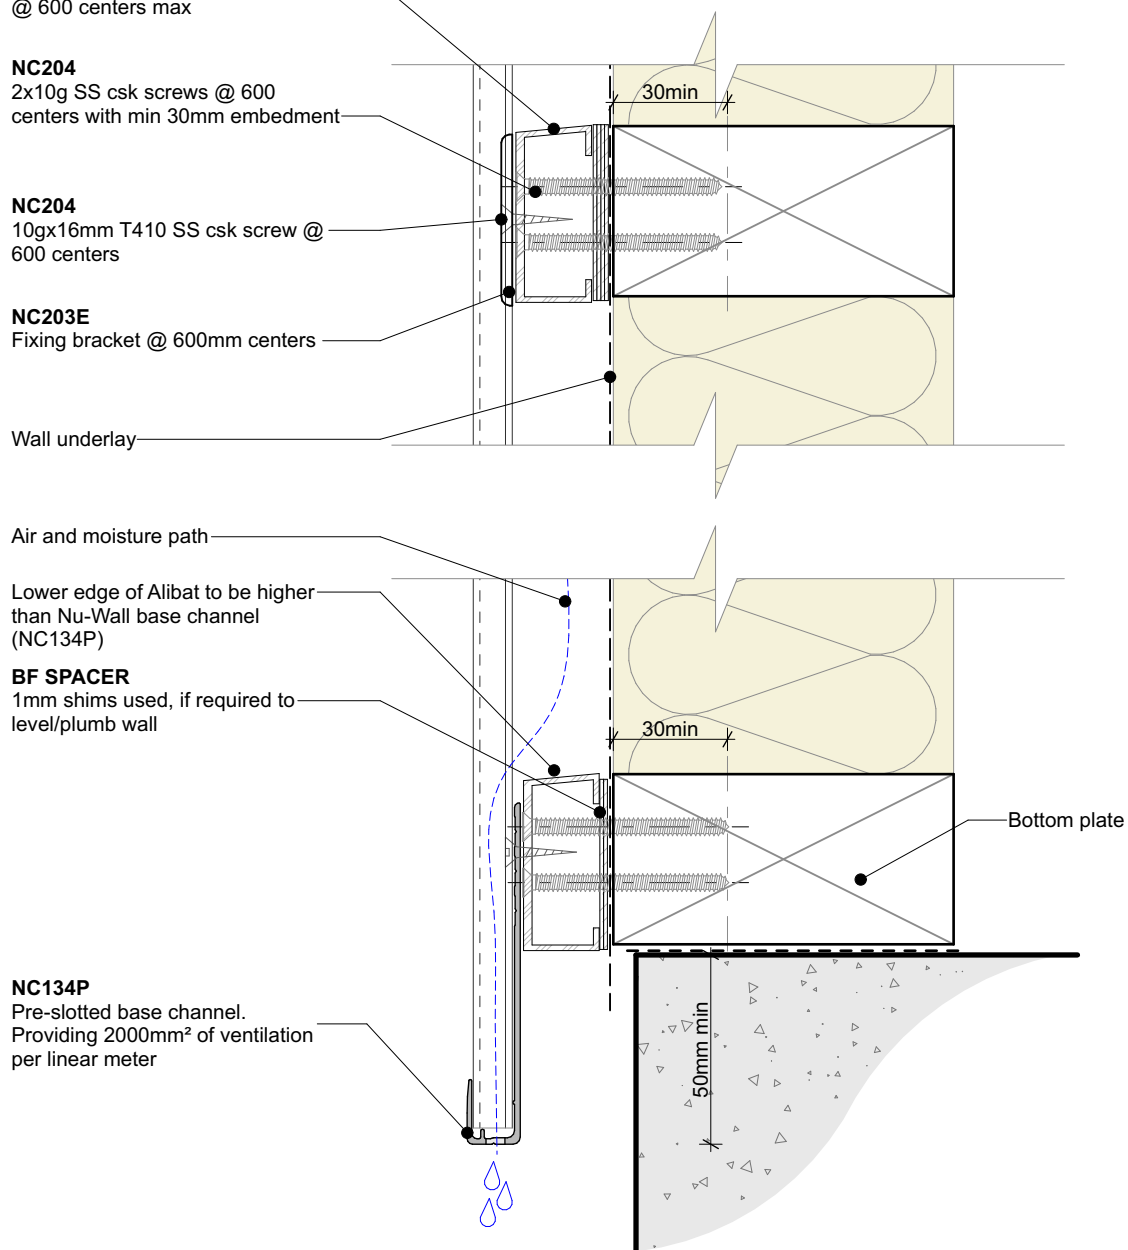 @ 600 centers max
NC204
2x10g SS csk screws @ 600
centers with min 30mm embedment
30min
NC204
10gx16mm T410 SS csk screw @
600 centers
NC203E
Fixing bracket @ 600mm centers
Wall underlay
Air and moisture path
Lower edge of Alibat to be higher
than Nu-Wall base channel
(NC134P)
BF SPACER
1mm shims used, if required to
level/plumb wall
30min
Bottom plate
NC134P
Pre-slotted base channel.
Providing 2000mm² of ventilation
per linear meter
50mm min